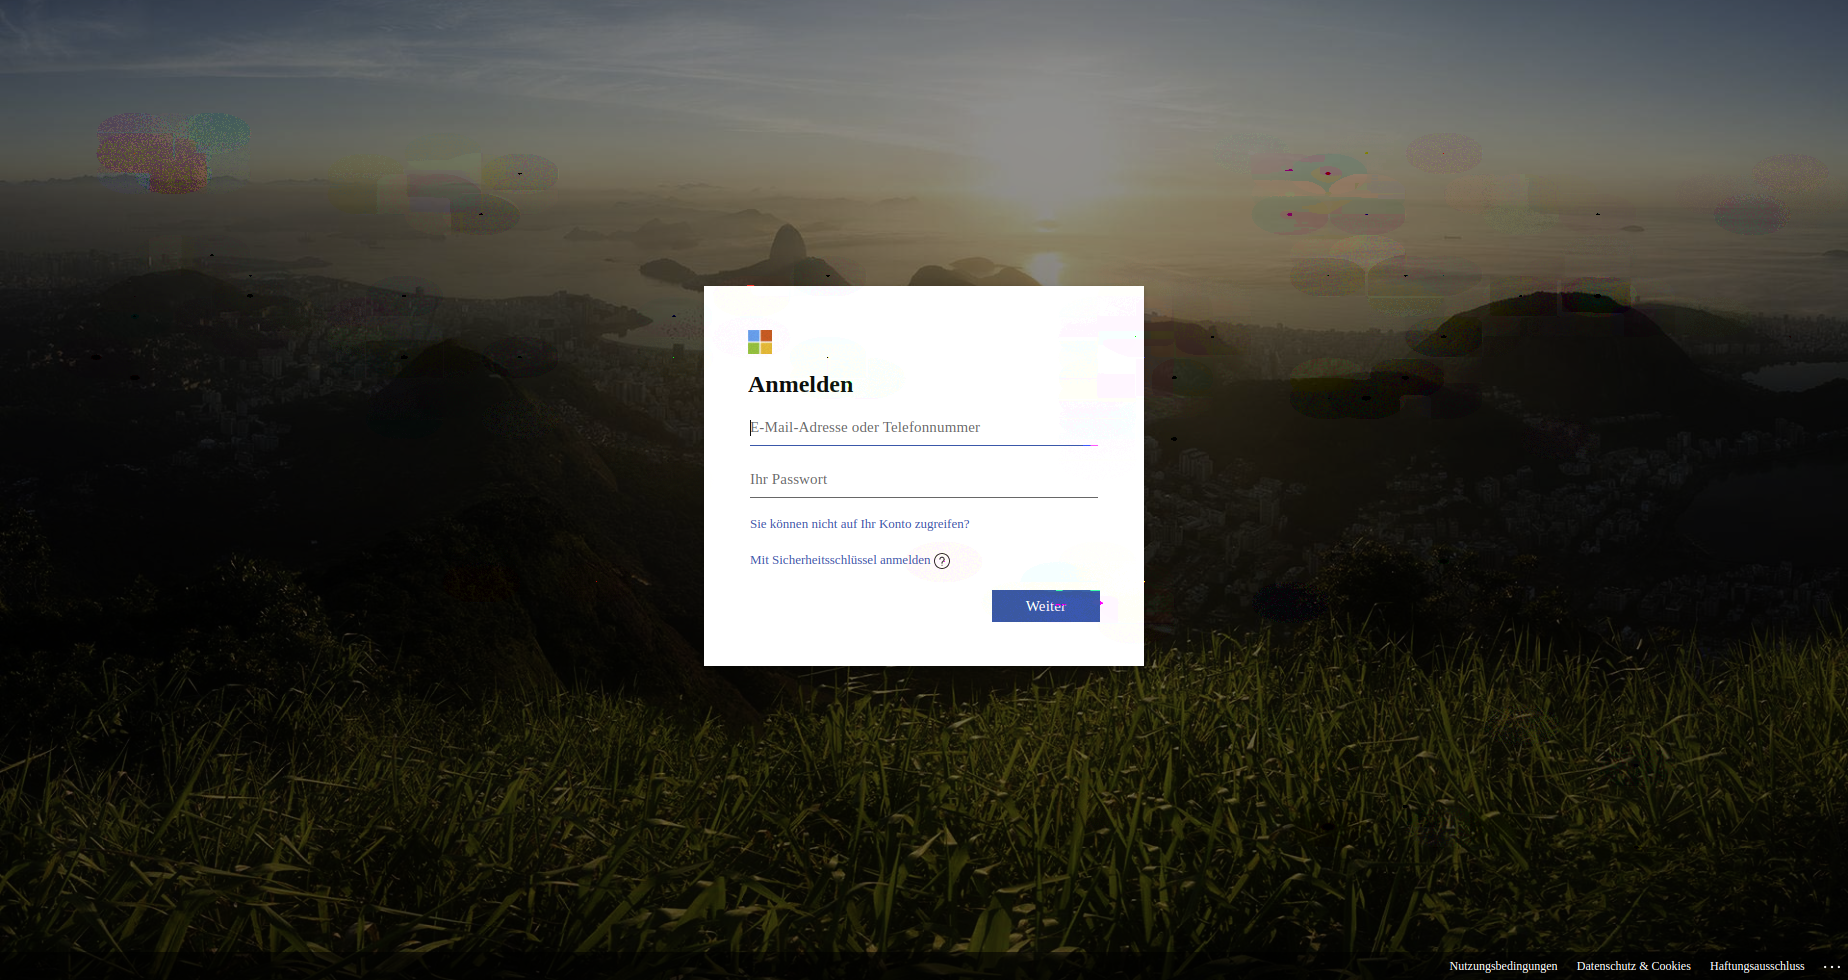 Anmelden
E-Mail-Adresse oder Telefonnummer
Ihr Passwort
Sie können nicht auf Ihr Konto zugreifen?
Mit Sicherheitsschlüssel anmelden ?
Weiter
Nutzungsbedingungen Datenschutz & Cookies Haftungsausschluss ...